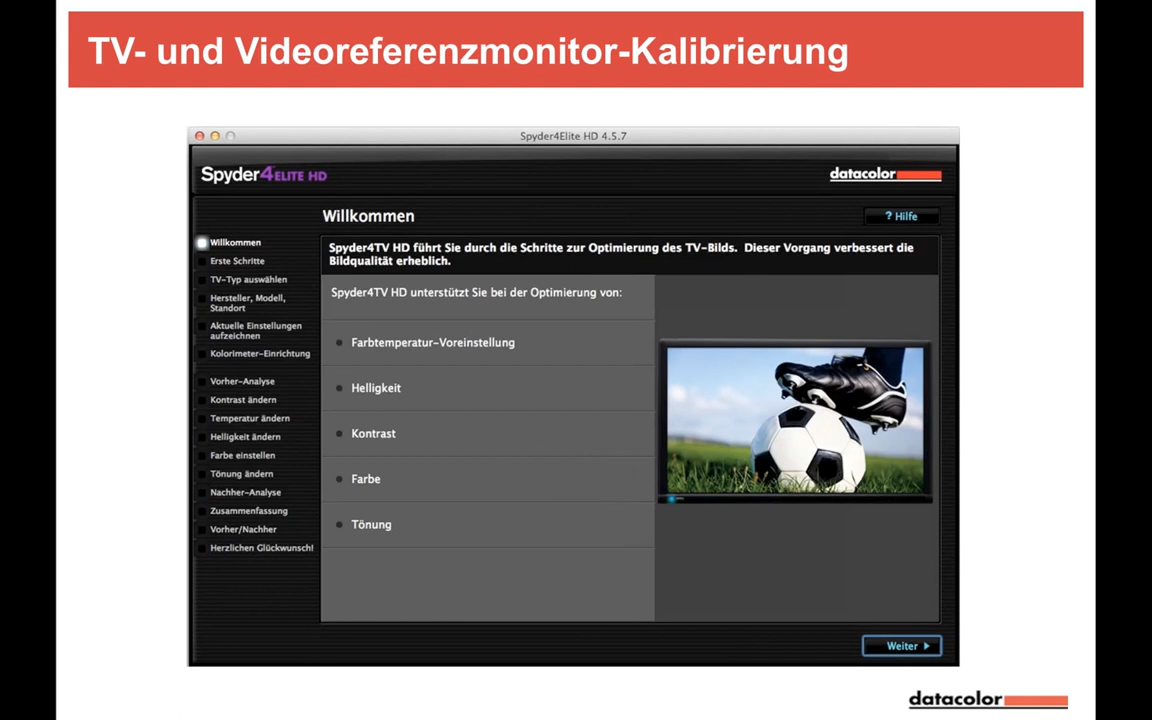 TV- und Videoreferenzmonitor-Kalibrierung
Spyder4Elite HD 4.5.7
Spyder4ELITE HD
datacolor
Willkommen
? Hilfe
Willkommen
Erste Schritte
TV-Typ auswählen
Hersteller, Modell,
Standort
Aktuelle Einstellungen
aufzeichnen
Kolorimeter-Einrichtung
Vorher-Analyse
Kontrast ändern
Temperatur ändern
Helligkeit ändern
Farbe einstellen
Tönung ändern
Nachher-Analyse
Zusammenfassung
Vorher/Nachher
Herzlichen Glückwunsch!
Spyder4TV HD führt Sie durch die Schritte zur Optimierung des TV-Bilds. Dieser Vorgang verbessert die
Bildqualität erheblich.
Spyder4TV HD unterstützt Sie bei der Optimierung von:
Farbtemperatur-Voreinstellung
Helligkeit
Kontrast
Farbe
Tönung
Weiter
datacolor